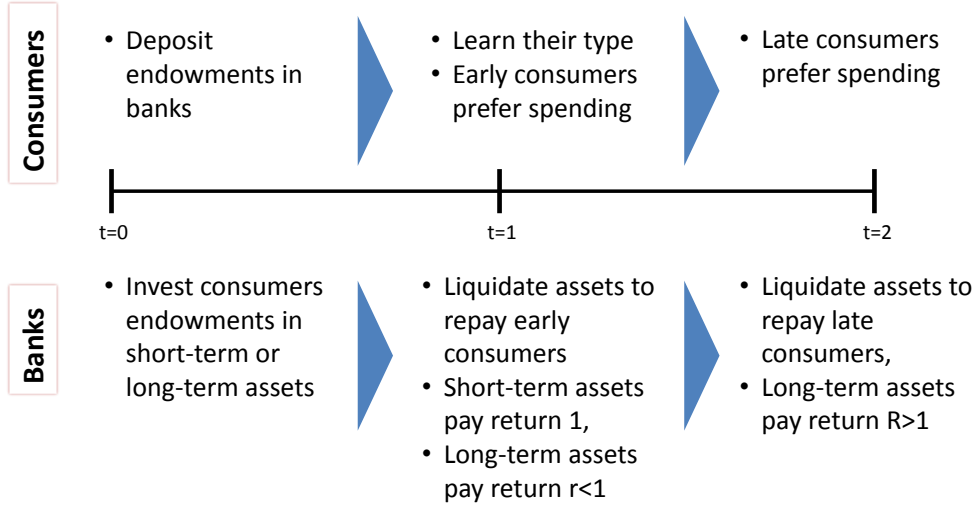 Consumers
• Deposit
endowments in
banks
• Learn their type
• Early consumers
prefer spending
• Late consumers
prefer spending
t=0
t=1
t=2
Banks
• Invest consumers
endowments in
short-term or
long-term assets
• Liquidate assets to
repay early
consumers
• Short-term assets
pay return 1,
• Long-term assets
pay return r<1
• Liquidate assets to
repay late
consumers,
• Long-term assets
pay return R>1